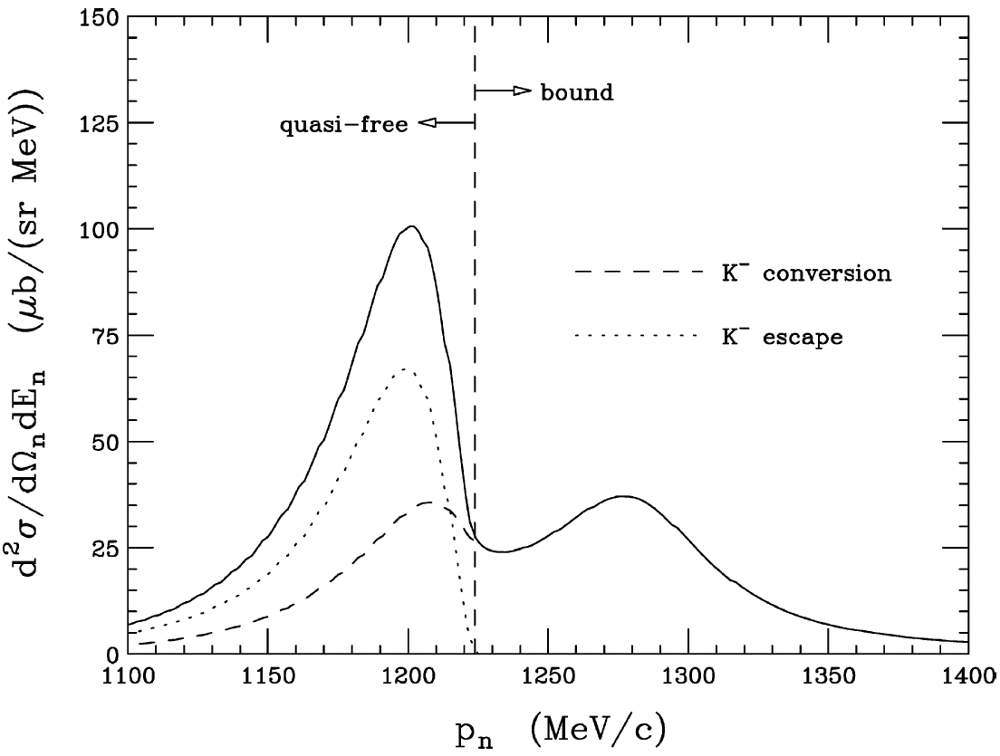 150
125
100
75
50
25
0
d²σ/dΩₙdEₙ (μb/(sr MeV))
bound
quasi-free
K⁻ conversion
K⁻ escape
1100 1150 1200 1250 1300 1350 1400
pₙ (MeV/c)